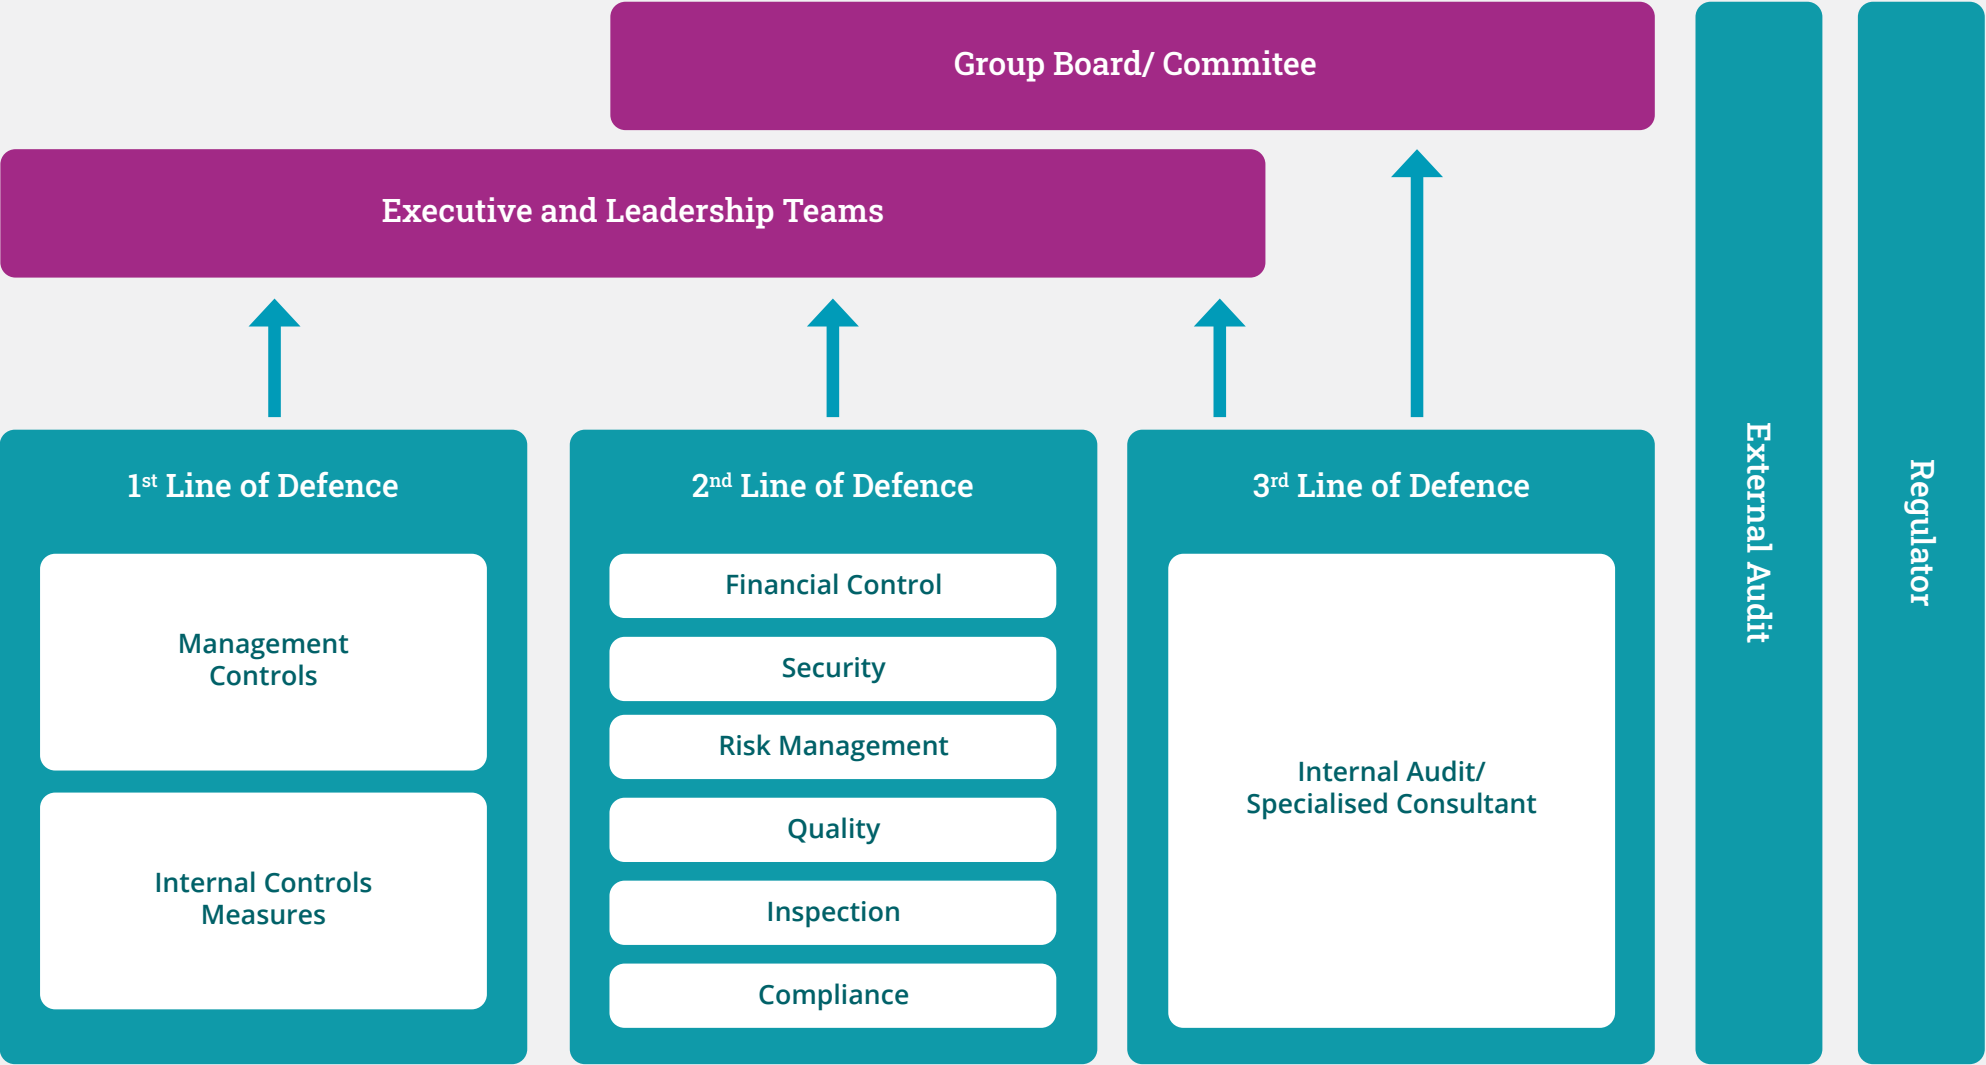 Group Board/ Commitee
Executive and Leadership Teams
1st Line of Defence
Management
Controls
Internal Controls
Measures
2nd Line of Defence
Financial Control
Security
Risk Management
Quality
Inspection
Compliance
3rd Line of Defence
Internal Audit/
Specialised Consultant
External Audit
Regulator